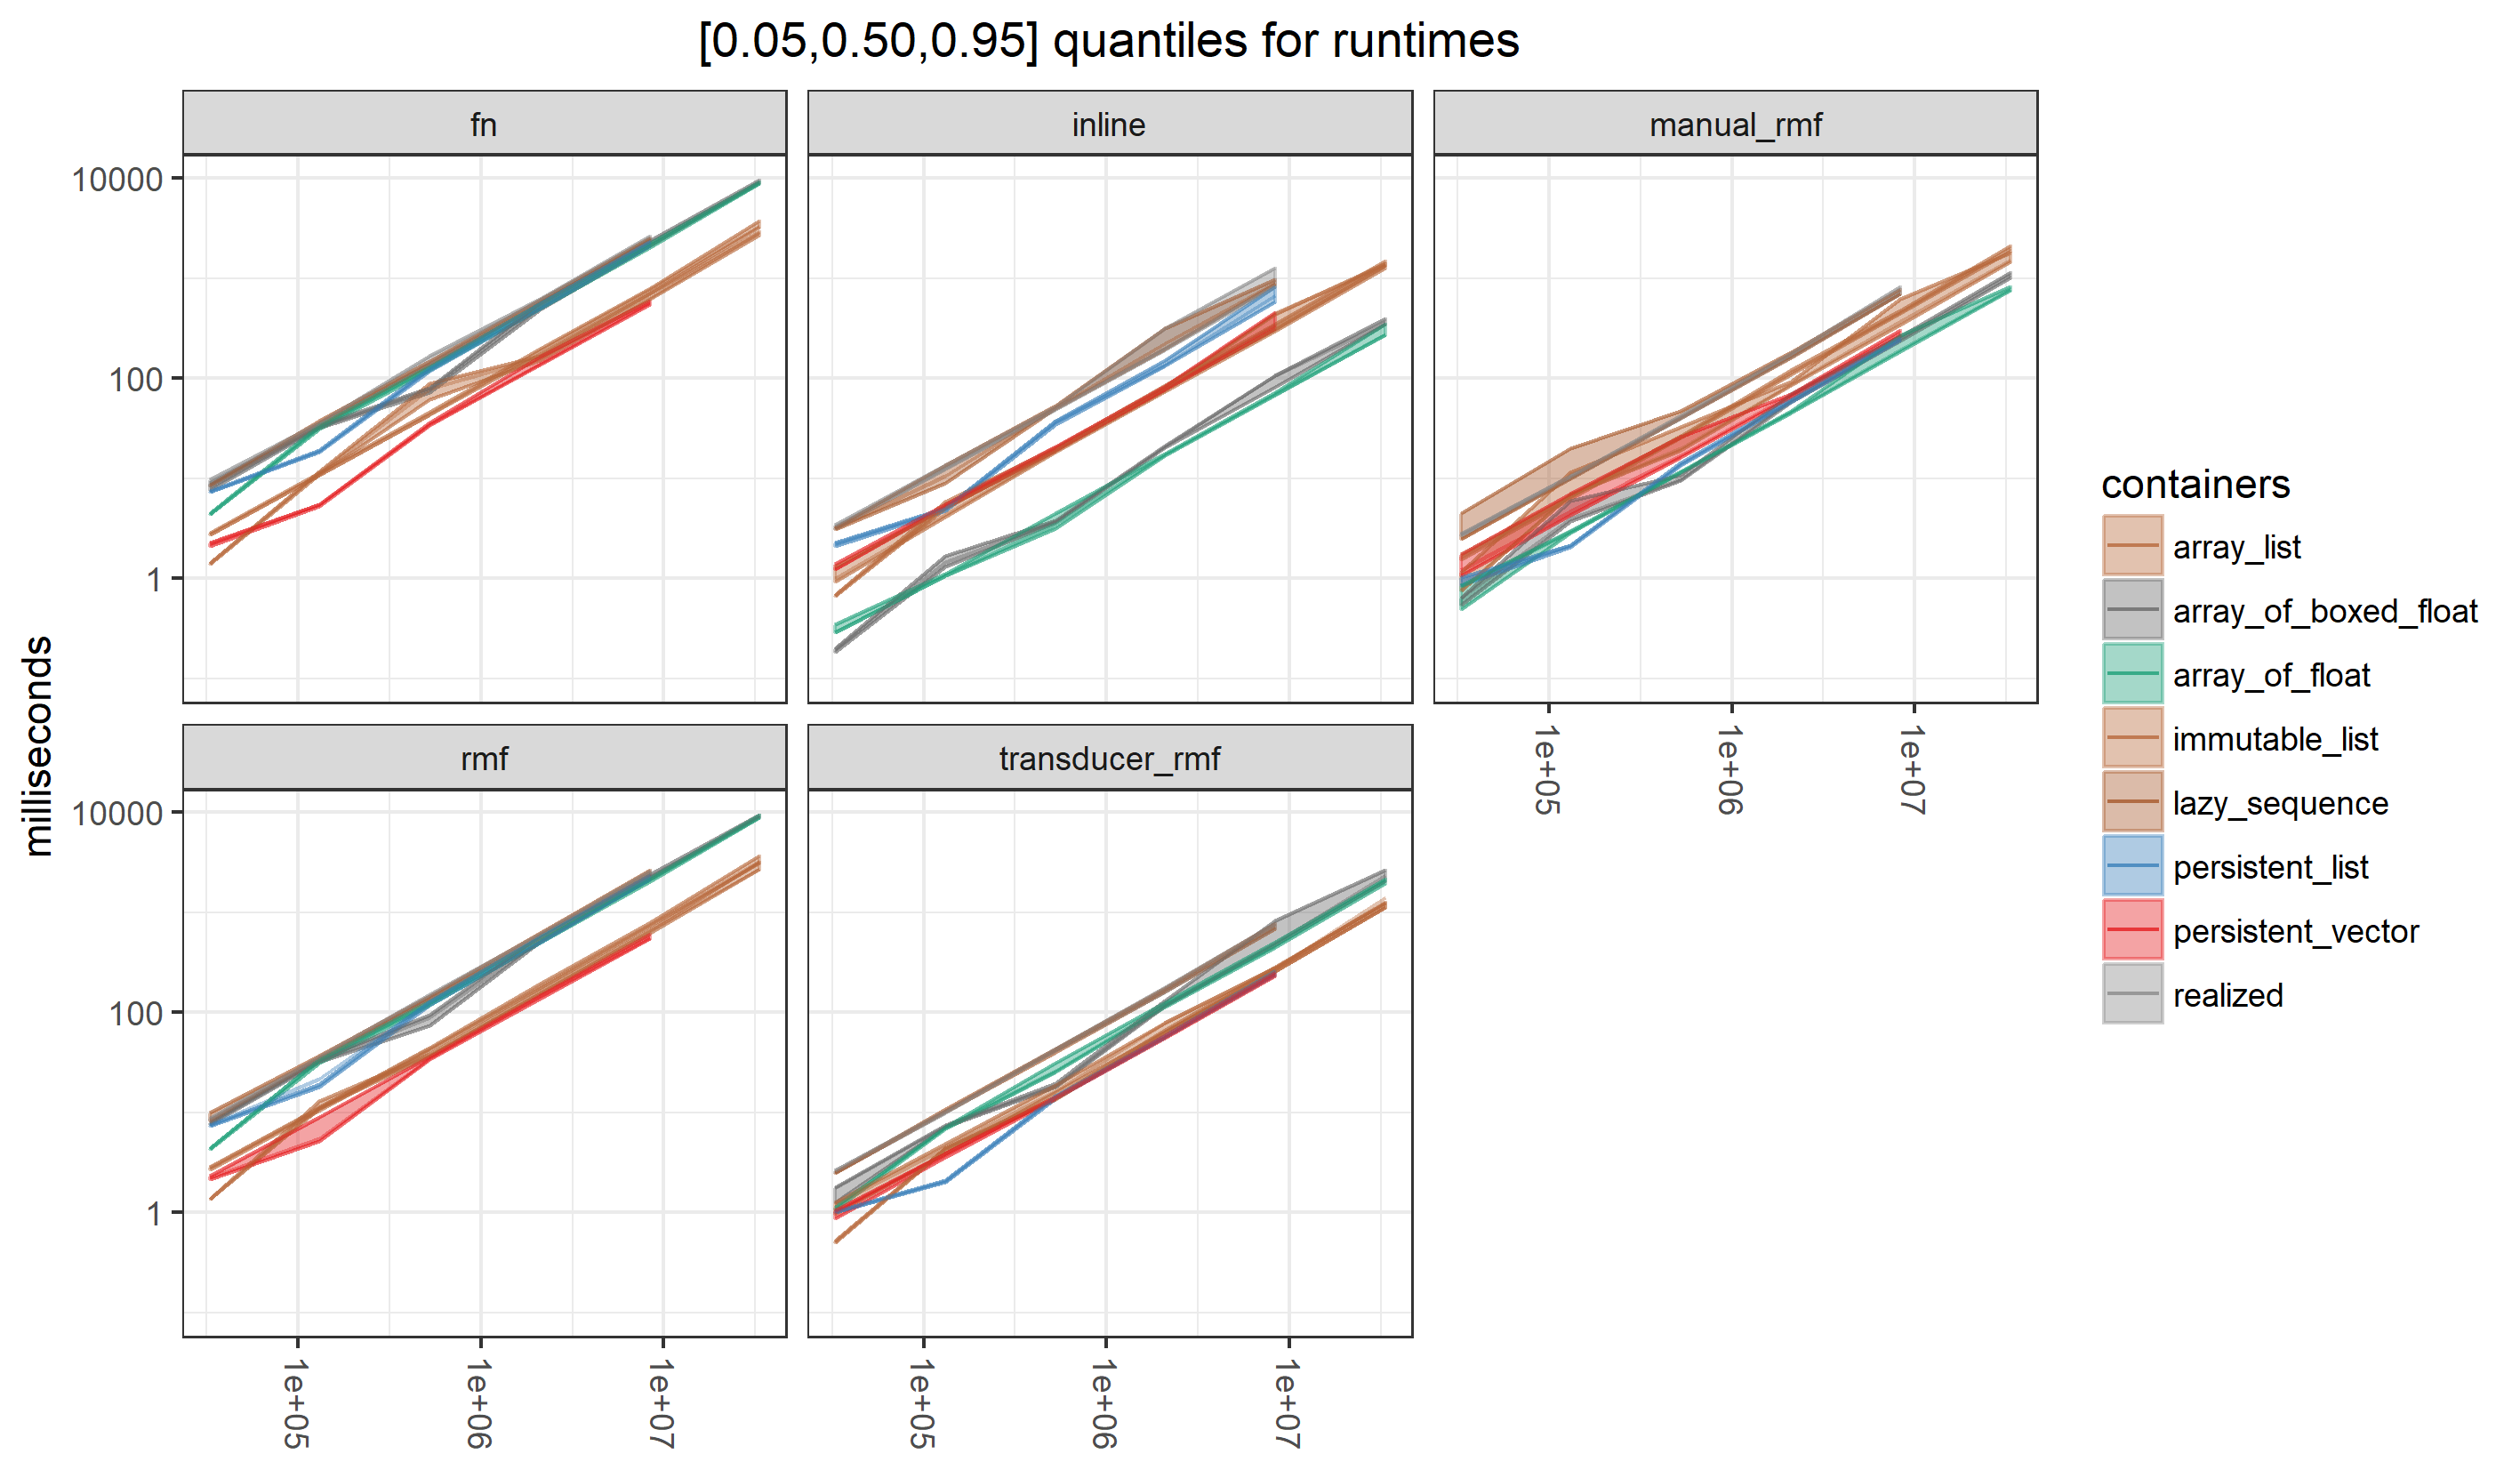 [0.05,0.50,0.95] quantiles for runtimes
fn
inline
manual_rmf
10000
100
1
1e+05
1e+06
1e+07
rmf
transducer_rmf
10000
100
1
1e+05
1e+06
1e+07
1e+05
1e+06
1e+07
milliseconds
containers
array_list
array_of_boxed_float
array_of_float
immutable_list
lazy_sequence
persistent_list
persistent_vector
realized